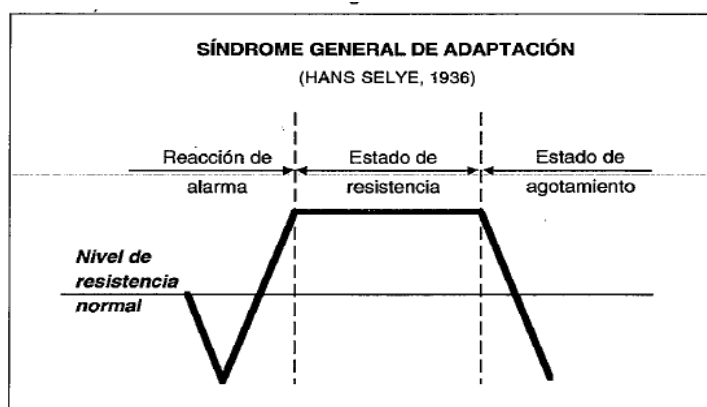 SÍNDROME GENERAL DE ADAPTACIÓN
(HANS SELYE, 1936)
Reacción de
alarma
Estado de
resistencia
Estado de
agotamiento
Nivel de
resistencia
normal